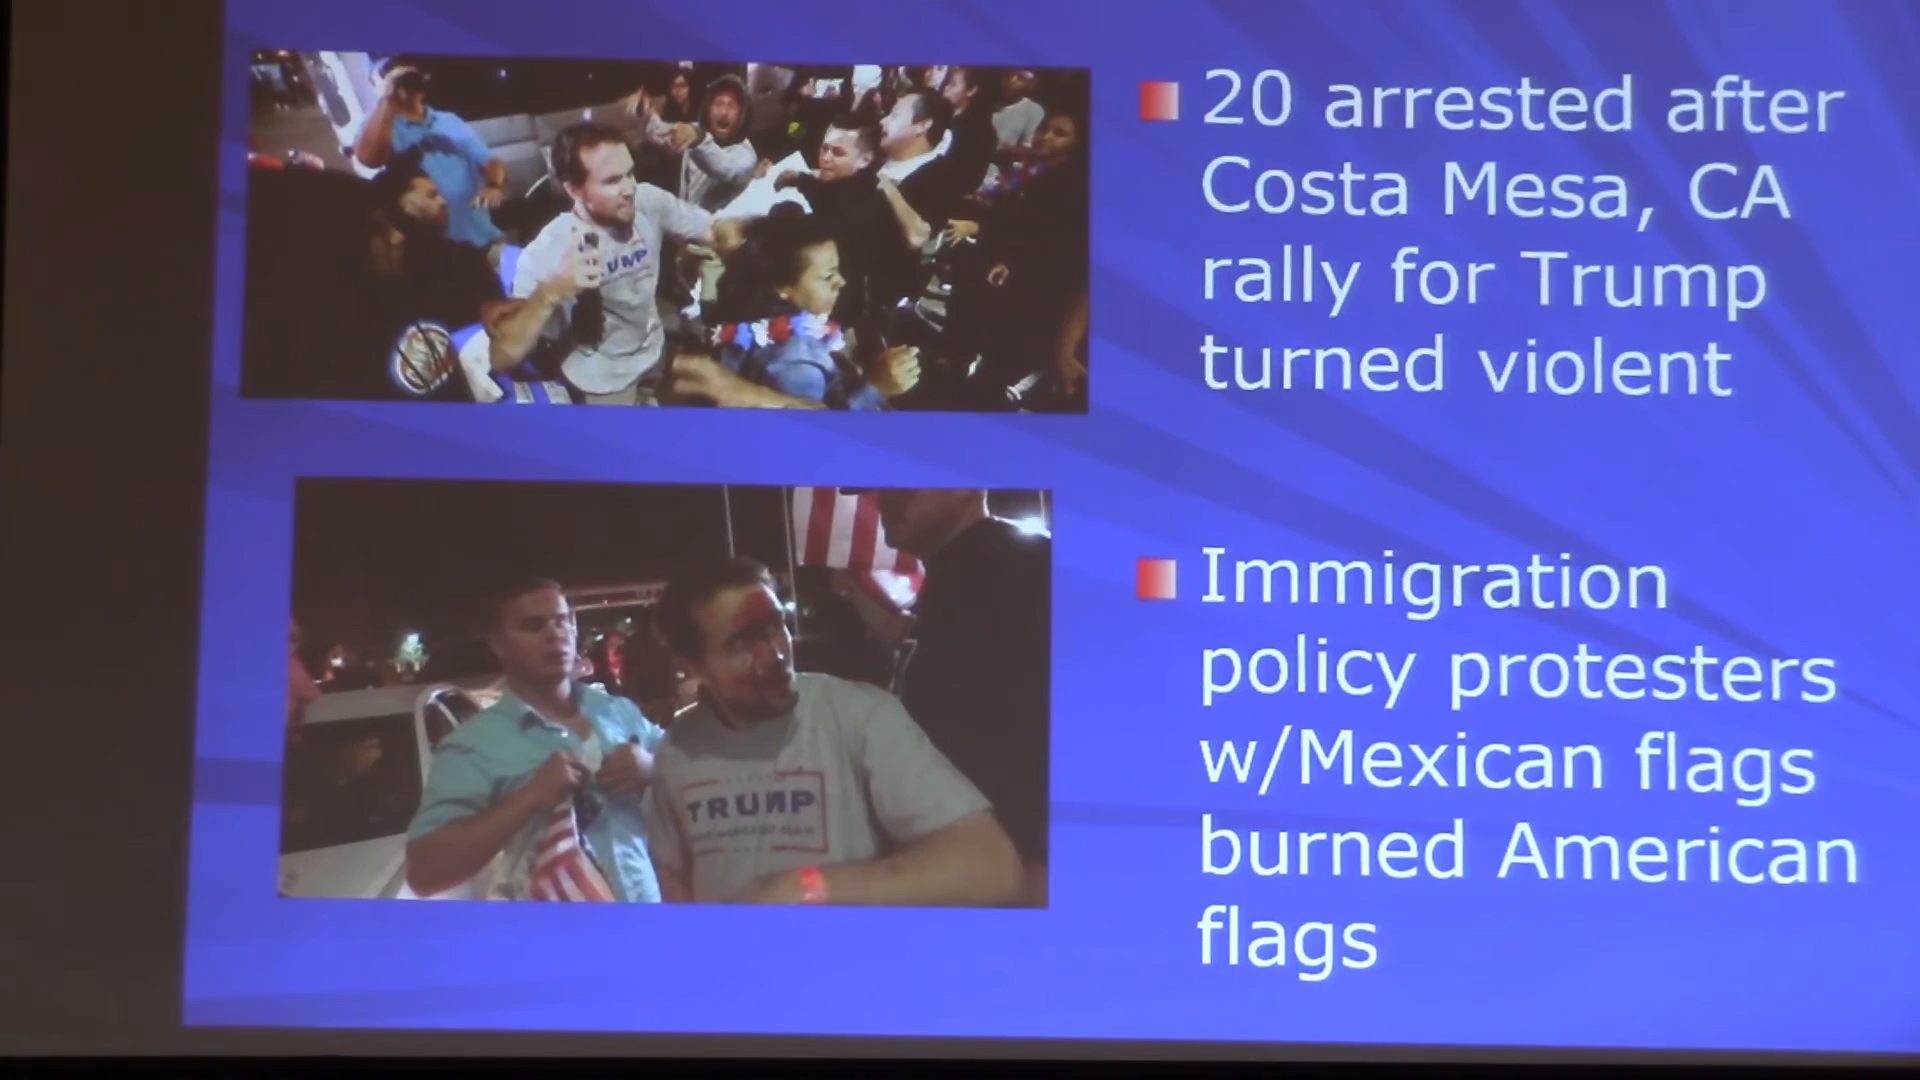 20 arrested after
Costa Mesa, CA
rally for Trump
turned violent
Immigration
policy protesters
w/Mexican flags
burned American
flags
TRUMP